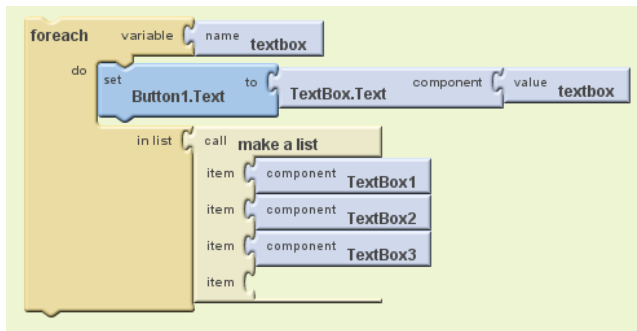 foreach variable name textbox
do set Button1.Text to TextBox.Text component value textbox
in list call make a list
item component TextBox1
item component TextBox2
item component TextBox3
item